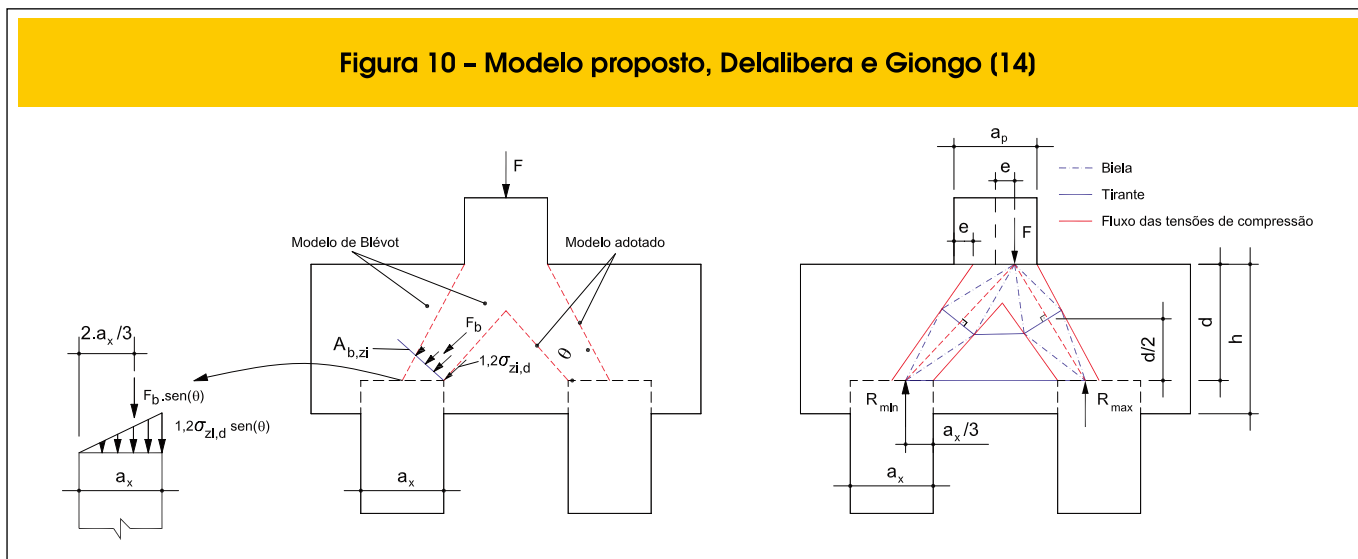 Figura 10 – Modelo proposto, Delalibera e Giongo (14)
F
Modelo de Blévot
Modelo adotado
F_b
A_b,zi
1,2σ_zi,d
θ
2.a_x/3
F_b.sen(θ)
1,2σ_zi,d sen(θ)
a_x
a_x
a_p
e
e
F
Biela
Tirante
Fluxo das tensões de compressão
d/2
d
h
R_min
R_max
a_x/3
a_x